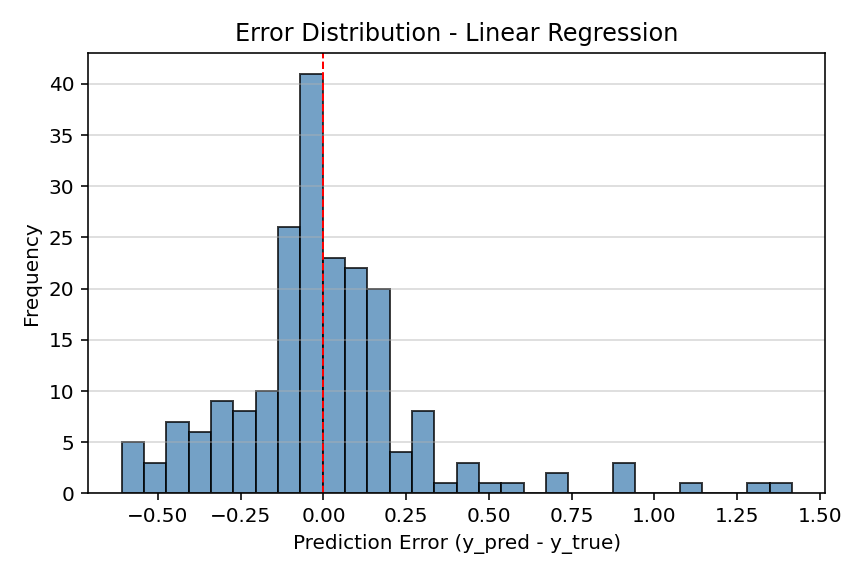 Error Distribution - Linear Regression
Frequency
40
35
30
25
20
15
10
5
0
−0.50 −0.25 0.00 0.25 0.50 0.75 1.00 1.25 1.50
Prediction Error (y_pred - y_true)